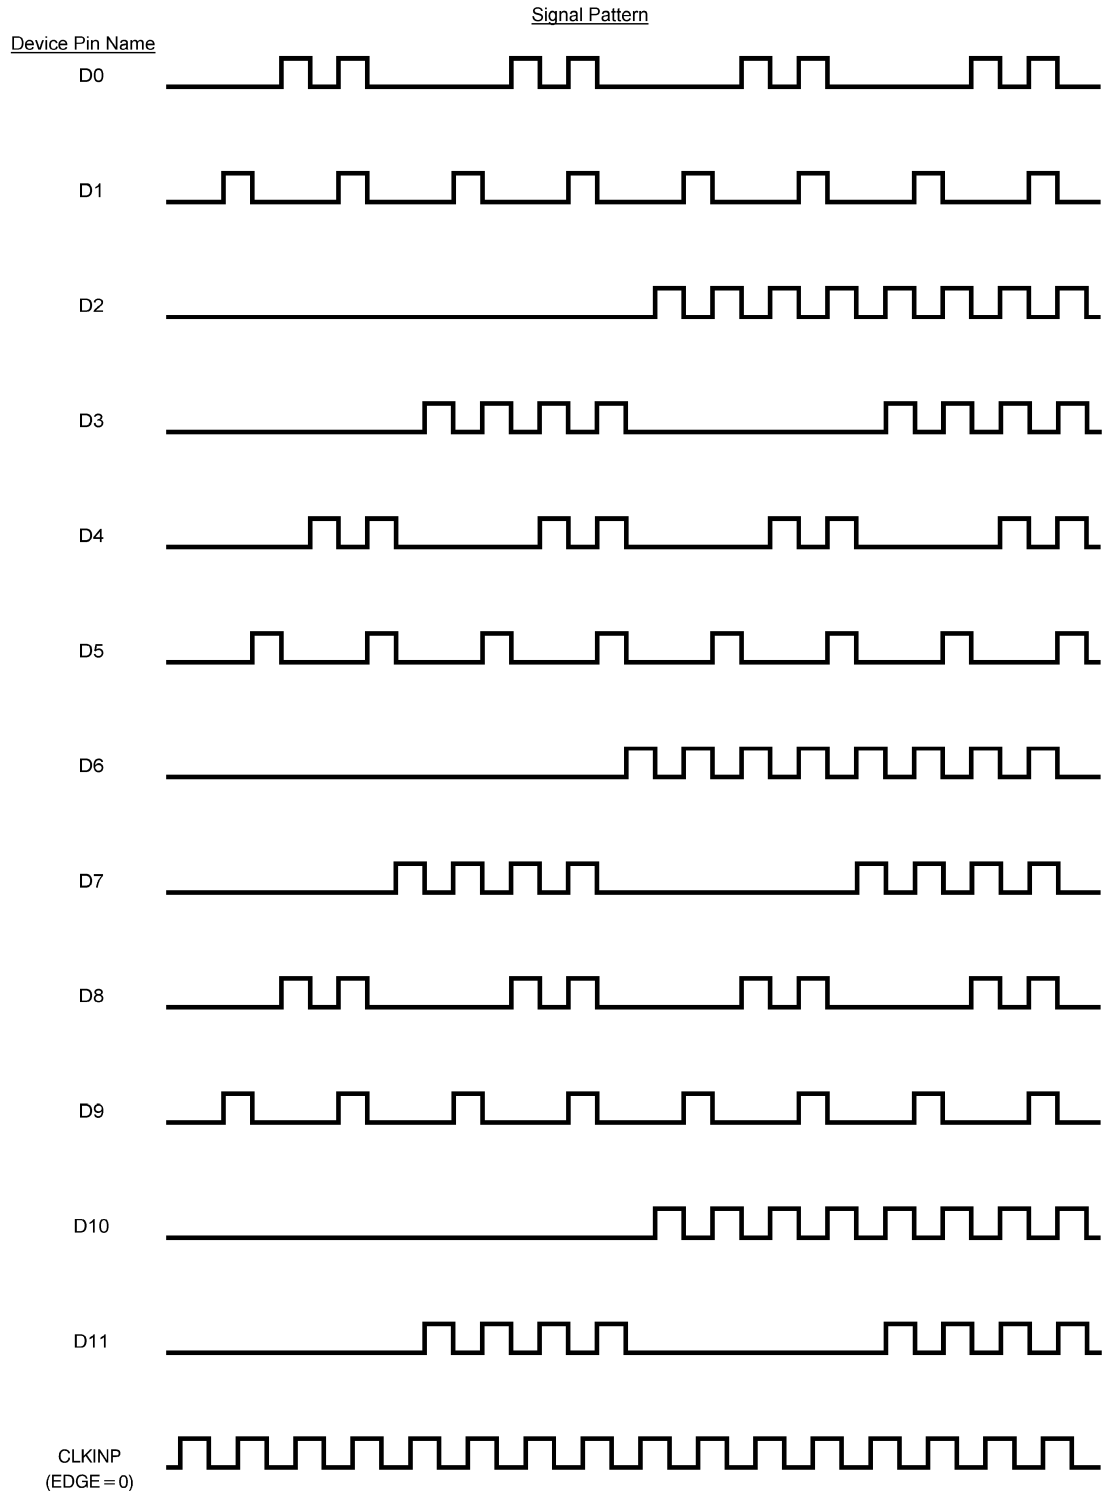 Signal Pattern
Device Pin Name
D0
D1
D2
D3
D4
D5
D6
D7
D8
D9
D10
D11
CLKINP
(EDGE = 0)